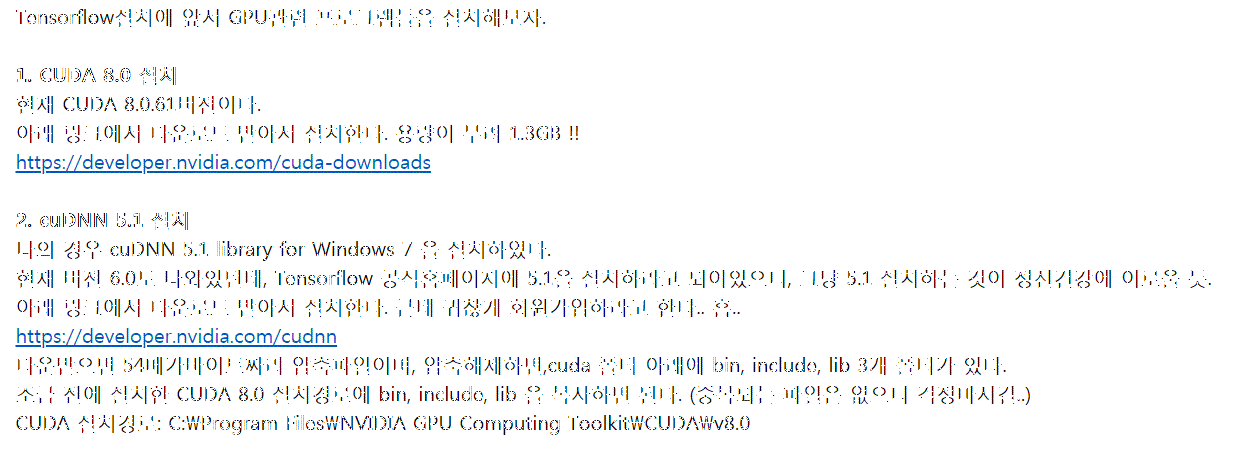 Tensorflow설치에 앞서 GPU관련 프로그램들을 설치해보자.
1. CUDA 8.0 설치
현재 CUDA 8.0.61버전이다.
아래 링크에서 다운로드 받아서 설치한다. 용량이 무려 1.3GB !!
https://developer.nvidia.com/cuda-downloads
2. cuDNN 5.1 설치
나의 경우 cuDNN 5.1 library for Windows 7 을 설치하였다.
현재 버전 6.0도 나와있던데, Tensorflow 공식홈페이지에 5.1을 설치하라고 되어있으니, 그냥 5.1 설치하는 것이 정신건강에 이로울 듯.
아래 링크에서 다운로드 받아서 설치한다. 근데 귀찮게 회원가입하라고 한다.. 흠..
https://developer.nvidia.com/cudnn
다운받으면 54메가바이트짜리 압축파일이며, 압축해제하면,cuda 폴더 아래에 bin, include, lib 3개 폴더가 있다.
조금 전에 설치한 CUDA 8.0 설치경로에 bin, include, lib 을 복사하면 된다. (중복되는 파일은 없으니 걱정마시길..)
CUDA 설치경로: C:\Program Files\NVIDIA GPU Computing Toolkit\CUDA\v8.0